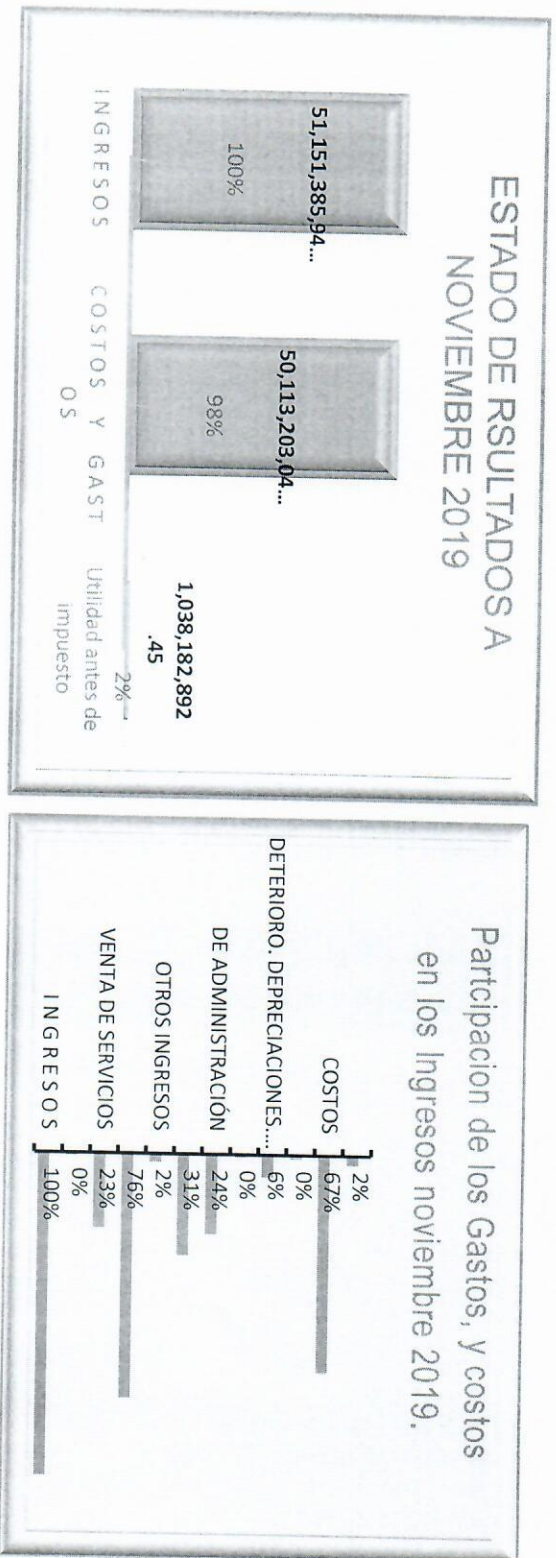 ESTADO DE RSULTADOS A
NOVIEMBRE 2019
51,151,385,94...
100%
50,113,203,04...
98%
1,038,182,892
.45
2%
INGRESOS
COSTOS Y GAST
OS
Utilidad antes de
impuesto
Partcipacion de los Gastos, y costos
en los Ingresos noviembre 2019.
2%
COSTOS
67%
0%
DETERIORO. DEPRECIACIONES....
6%
0%
DE ADMINISTRACIÓN
24%
31%
OTROS INGRESOS
2%
76%
VENTA DE SERVICIOS
23%
0%
INGRESOS
100%